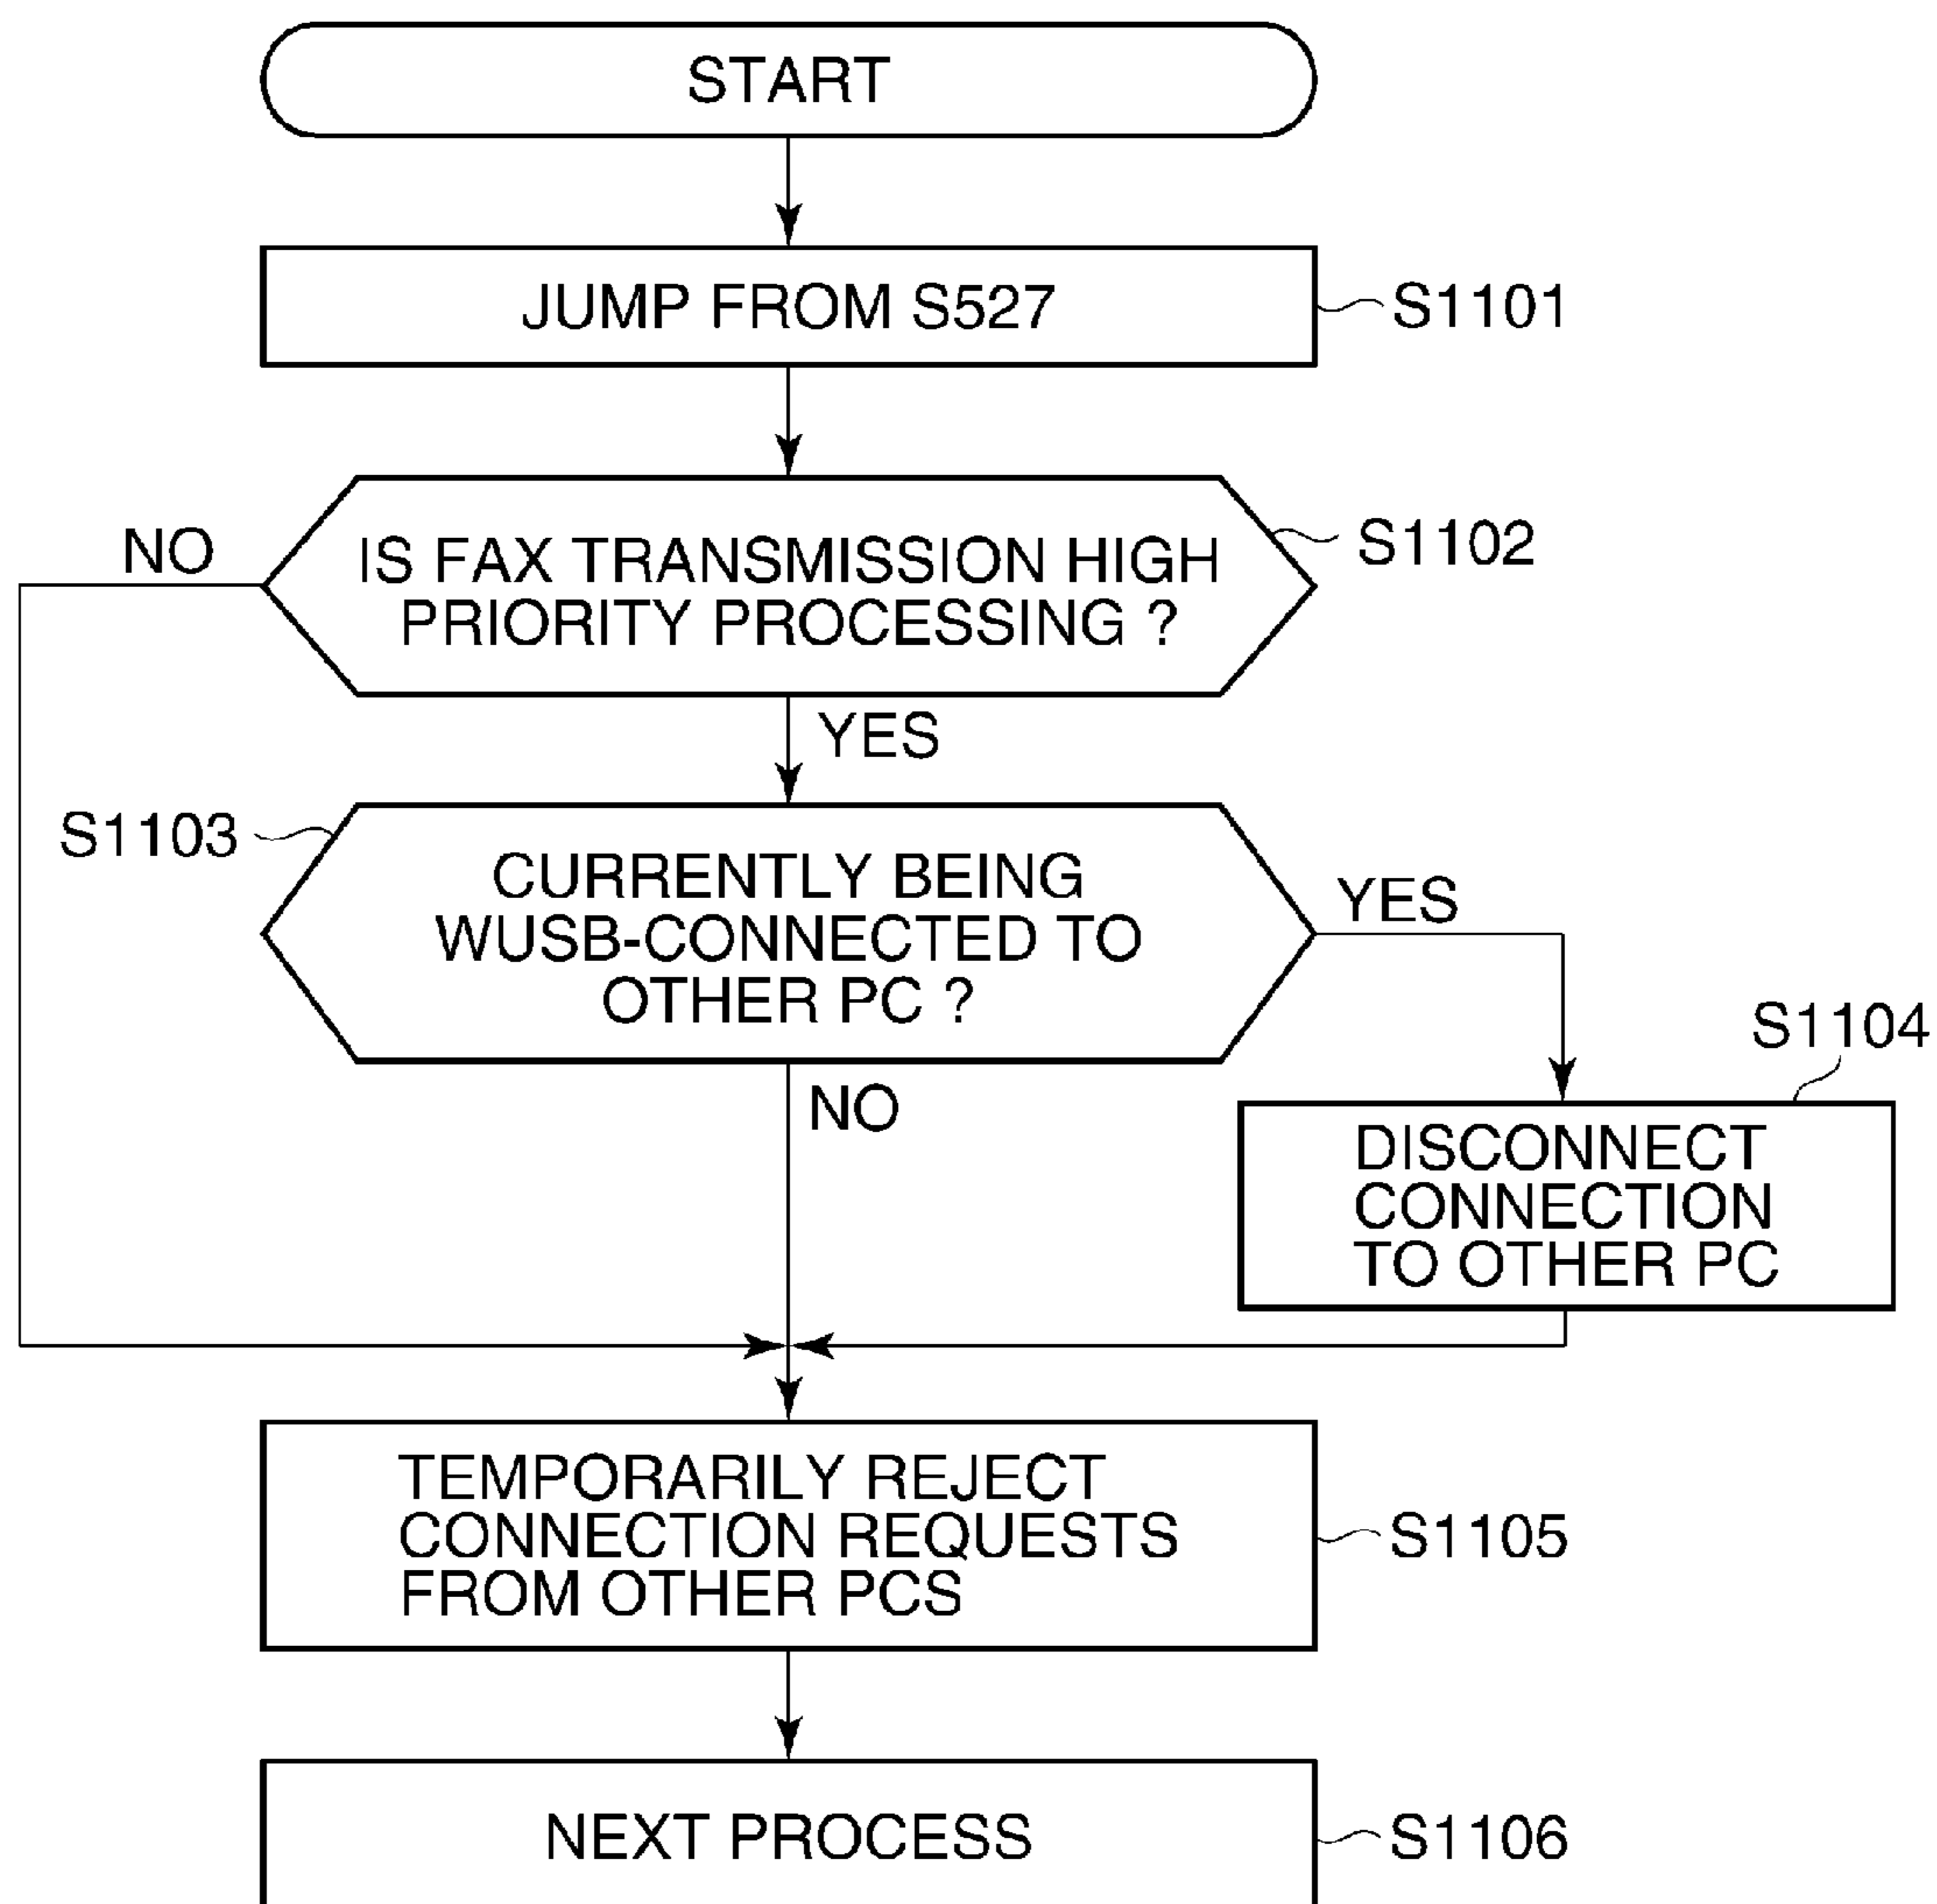 START
JUMP FROM S527
S1101
NO
IS FAX TRANSMISSION HIGH
PRIORITY PROCESSING ?
S1102
YES
S1103
CURRENTLY BEING
WUSB-CONNECTED TO
OTHER PC ?
YES
NO
S1104
DISCONNECT
CONNECTION
TO OTHER PC
TEMPORARILY REJECT
CONNECTION REQUESTS
FROM OTHER PCS
S1105
NEXT PROCESS
S1106